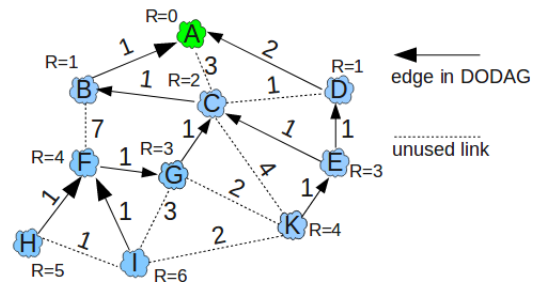 R=0
A
1
2
R=1
B
1
R=2
3
C
1
R=1
D
edge in DODAG
7
R=4
F
1
R=3
G
1
1
1
E
R=3
unused link
4
2
1
K
R=4
1
1
3
2
H
R=5
1
I
R=6